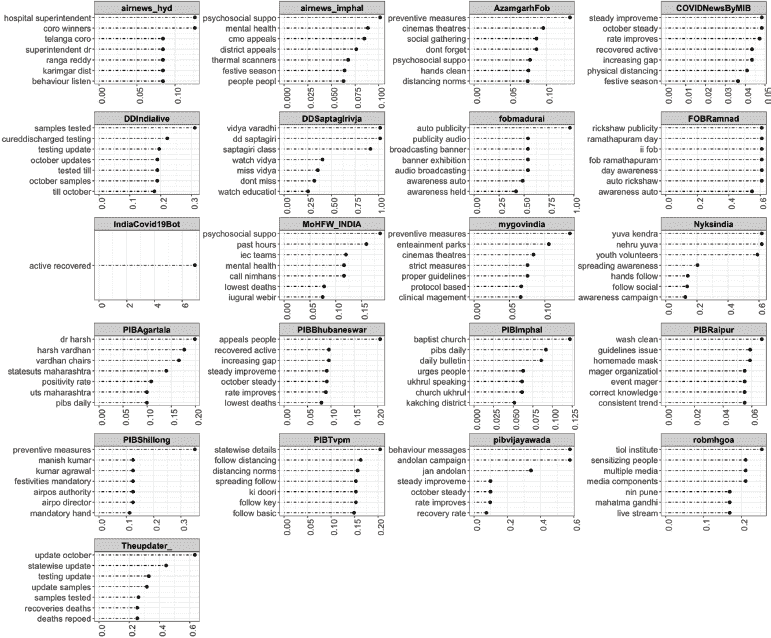 airnews_hyd
hospital superintendent
coro winners
telanga coro
superintendent dr
ranga reddy
karimgar dist
behaviour listen
0.00 0.05 0.10
airnews_imphal
psychosocial suppo
mental health
cmo appeals
district appeals
thermal scanners
festive season
people peopl
0.000 0.025 0.050 0.075 0.100
AzamgarhFob
preventive measures
cinemas theatres
social gathering
dont forget
psychosocial suppo
hands clean
distancing norms
0.00 0.05 0.10
COVIDNewsByMIB
steady improveme
october steady
rate improves
recovered active
increasing gap
physical distancing
festive season
0.00 0.01 0.02 0.03 0.04 0.05
DDIndialive
samples tested
cureddischarged testing
testing update
october updates
tested till
october samples
till october
0.0 0.1 0.2 0.3
DDSaptagirivja
vidya varadhi
dd saptagiri
saptagiri class
watch vidya
miss vidya
dont miss
watch educatiol
0.00 0.25 0.50 0.75 1.00
fobmadurai
auto publicity
publicity audio
broadcasting banner
banner exhibition
audio broadcasting
awareness auto
awareness held
0.00 0.25 0.50 0.75 1.00
FOBRamnad
rickshaw publicity
ramathapuram day
ii fob
fob ramathapuram
day awareness
auto rickshaw
awareness auto
0.0 0.2 0.4 0.6
IndiaCovid19Bot
active recovered
0 2 4 6
MoHFW_INDIA
psychosocial suppo
past hours
iec teams
mental health
call nimhans
lowest deaths
iugural webir
0.00 0.05 0.10 0.15
mygovindia
preventive measures
enteainment parks
cinemas theatres
strict measures
proper guidelines
protocol based
clinical magement
0.00 0.05 0.10
Nyksindia
yuva kendra
nehru yuva
youth volunteers
spreading awareness
hands follow
follow social
awareness campaign
0.0 0.2 0.4 0.6
PIBAgartala
dr harsh
harsh vardhan
vardhan chairs
statesuts maharashtra
positivity rate
uts maharashtra
pibs daily
0.00 0.05 0.10 0.15 0.20
PIBBhubaneswar
appeals people
recovered active
increasing gap
steady improveme
october steady
rate improves
lowest deaths
0.00 0.05 0.10 0.15 0.20
PIBImphal
baptist church
pibs daily
daily bulletin
urges people
ukhrul speaking
church ukhrul
kakching district
0.000 0.025 0.050 0.075 0.100 0.125
PIBRaipur
wash clean
guidelines issue
homemade mask
mager organizatiol
event mager
correct knowledge
consistent trend
0.00 0.02 0.04 0.06
PIBShillong
preventive measures
manish kumar
kumar agrawal
festivities mandatory
airpos authority
airpo director
mandatory hand
0.0 0.1 0.2 0.3
PIBTvpm
statewise details
follow distancing
distancing norms
spreading follow
ki doori
follow key
follow basic
0.00 0.05 0.10 0.15 0.20
pibvijayawada
behaviour messages
andolan campaign
jan andolan
steady improveme
october steady
rate improves
recovery rate
0.0 0.2 0.4 0.6
robmhgoa
tiol institute
sensitizing people
multiple media
media components
nin pune
mahatma gandhi
live stream
0.0 0.1 0.2
Theupdater_
update october
statewise update
testing update
update samples
samples tested
recoveries deaths
deaths repoed
0.0 0.2 0.4 0.6